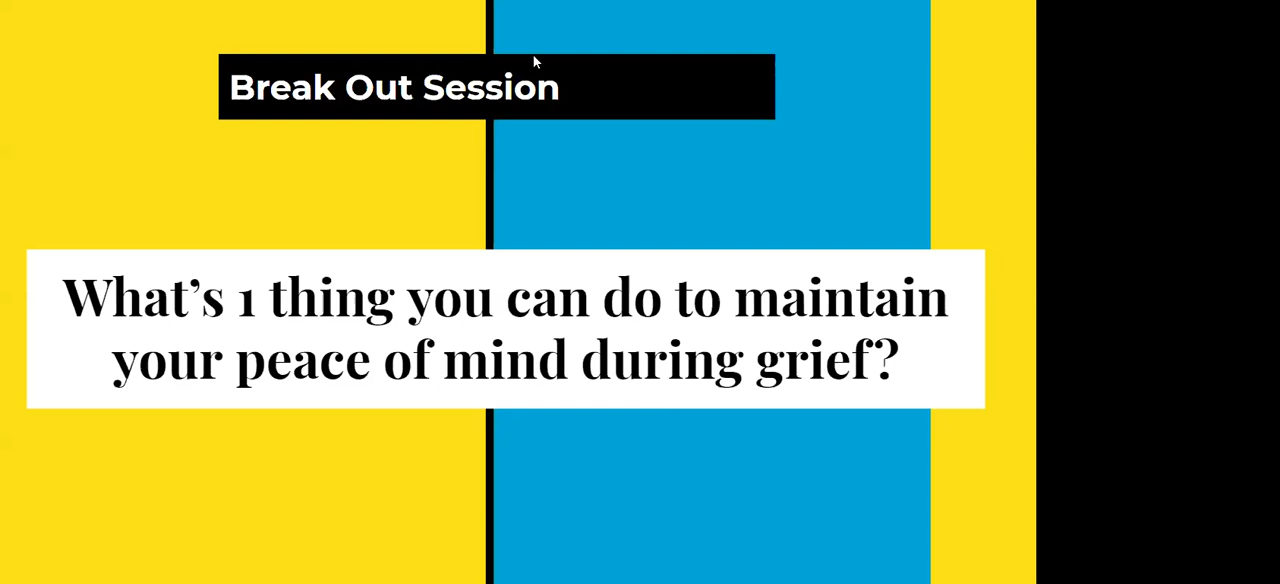 Break Out Session
What’s 1 thing you can do to maintain
your peace of mind during grief?